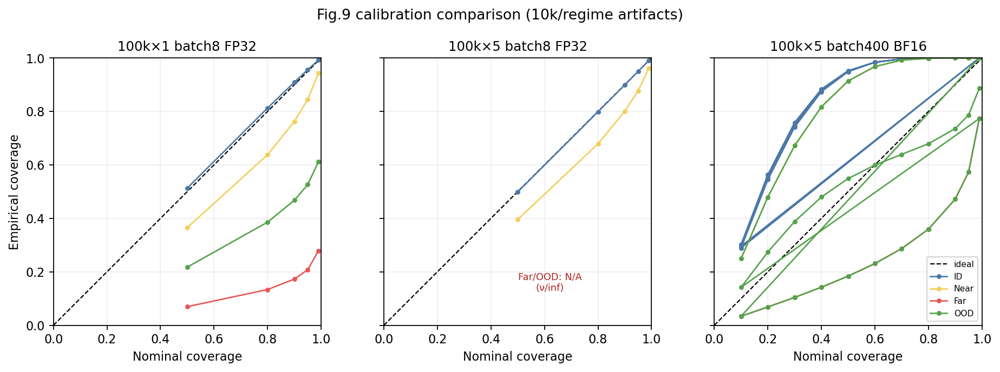 Fig.9 calibration comparison (10k/regime artifacts)
100k×1 batch8 FP32
Empirical coverage
1.0
0.8
0.6
0.4
0.2
0.0
0.0 0.2 0.4 0.6 0.8 1.0
Nominal coverage
100k×5 batch8 FP32
Far/OOD: N/A
(ν/inf)
0.0 0.2 0.4 0.6 0.8 1.0
Nominal coverage
100k×5 batch400 BF16
ideal
ID
Near
Far
OOD
0.0 0.2 0.4 0.6 0.8 1.0
Nominal coverage